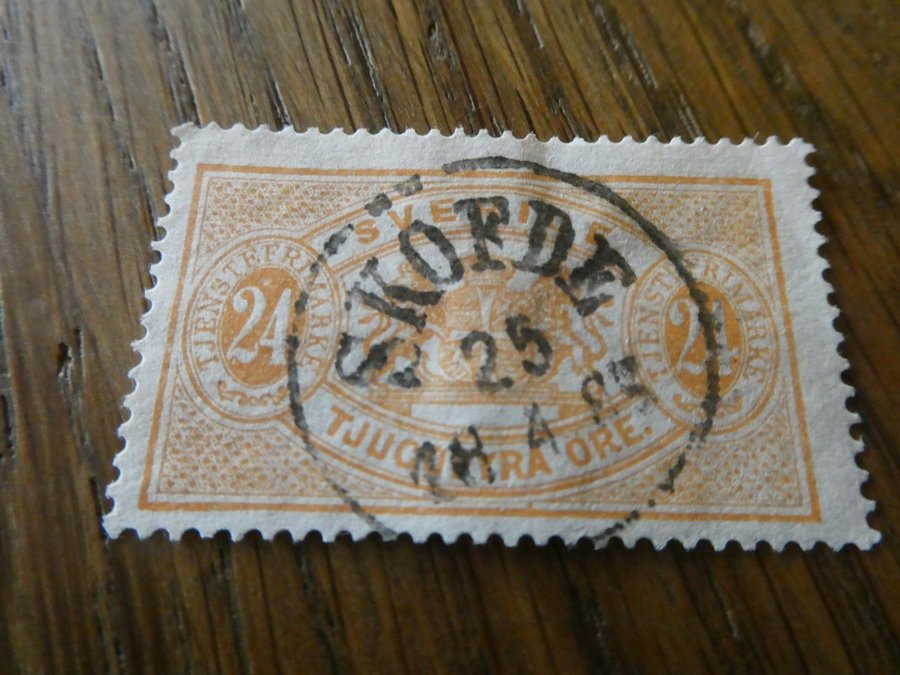 SVERIGE
TJENSTEFRIMÄRKE
24
TJENSTEFRIMÄRKE
24
TJUGUFYRA ÖRE.
SKÖFDE
25